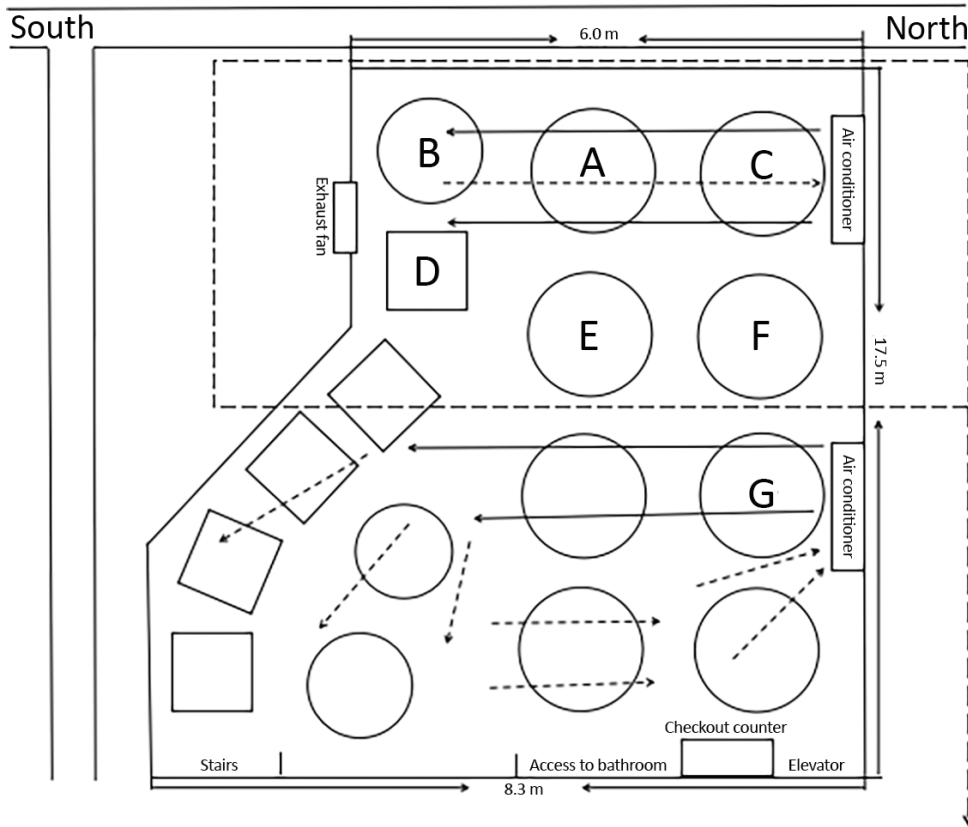 South
6.0 m
North
B
A
C
Air conditioner
Exhaust fan
D
E
F
17.5 m
G
Air conditioner
Checkout counter
Stairs
Access to bathroom
Elevator
8.3 m